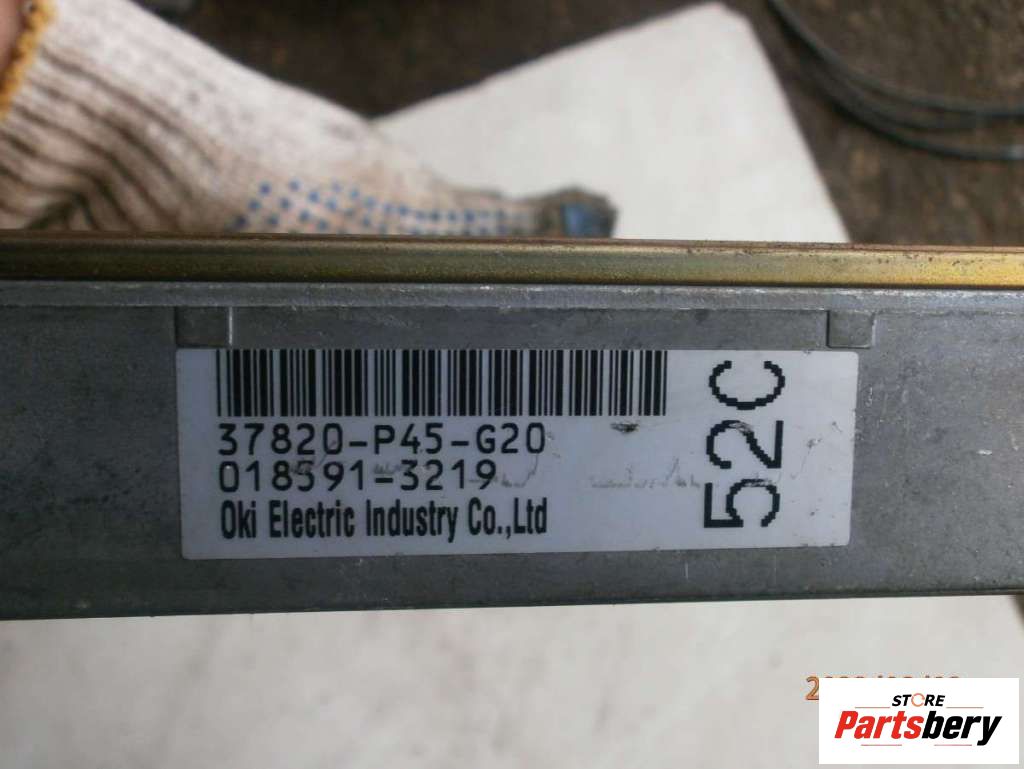 37820-P45-G20
018591-3219
Oki Electric Industry Co.,Ltd
52C
STORE
Partsbery